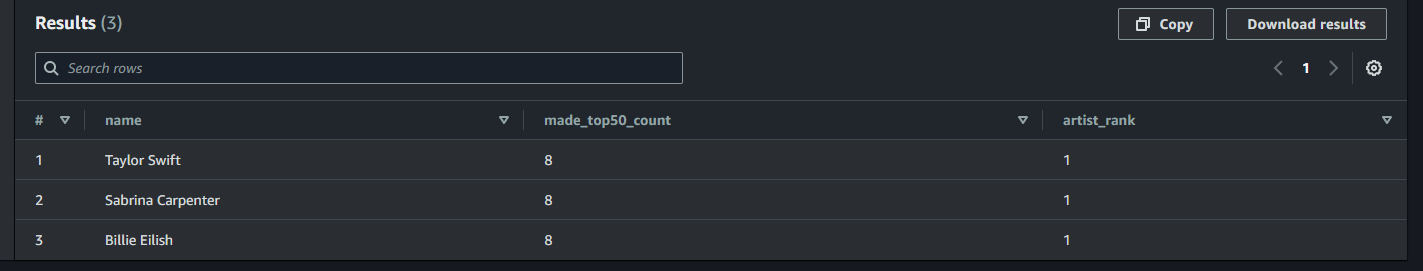 Results (3) Copy Download results
Search rows 1
# name made_top50_count artist_rank
1 Taylor Swift 8 1
2 Sabrina Carpenter 8 1
3 Billie Eilish 8 1